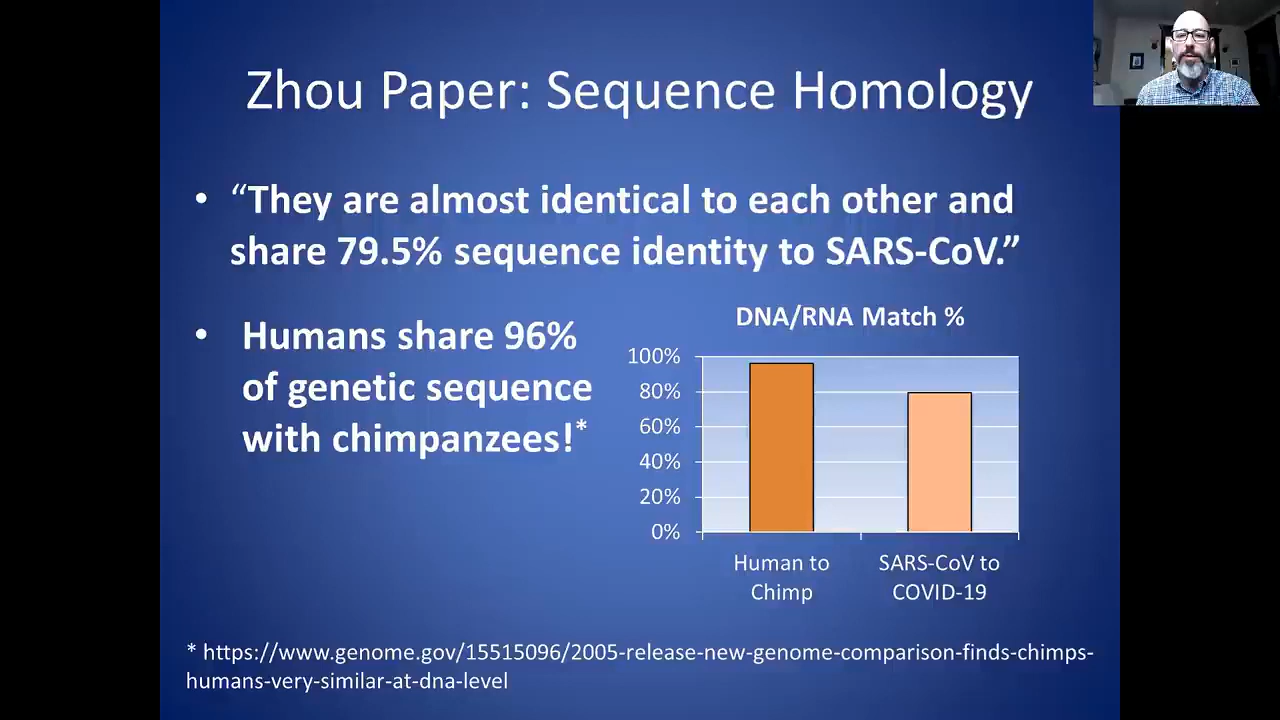 Zhou Paper: Sequence Homology
• “They are almost identical to each other and
share 79.5% sequence identity to SARS-CoV.”
• Humans share 96%
of genetic sequence
with chimpanzees!*
DNA/RNA Match %
100%
80%
60%
40%
20%
0%
Human to
Chimp
SARS-CoV to
COVID-19
* https://www.genome.gov/15515096/2005-release-new-genome-comparison-finds-chimps-
humans-very-similar-at-dna-level